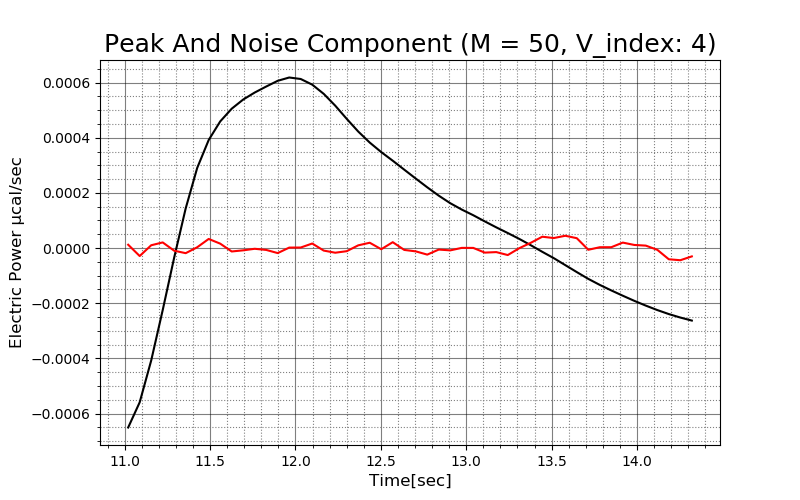 Peak And Noise Component (M = 50, V_index: 4)
Electric Power μcal/sec
0.0006
0.0004
0.0002
0.0000
−0.0002
−0.0004
−0.0006
11.0 11.5 12.0 12.5 13.0 13.5 14.0
Time[sec]